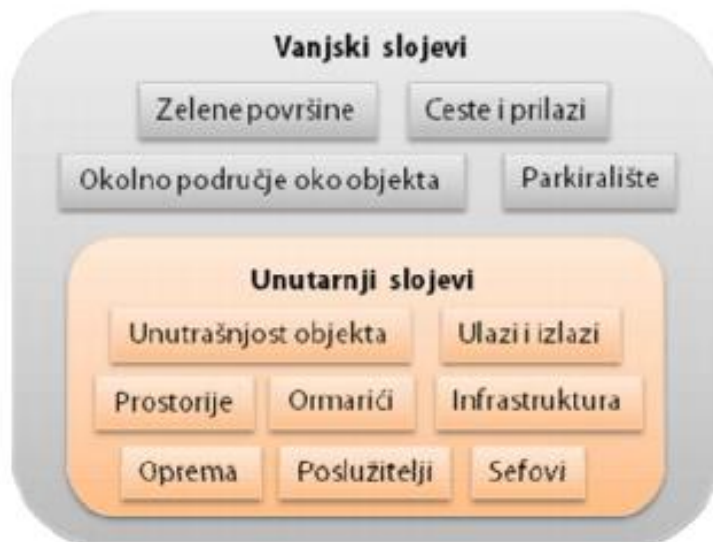 Vanjski slojevi
Zelene površine Ceste i prilazi
Okolno područje oko objekta Parkiralište
Unutarnji slojevi
Unutrašnjost objekta Ulazi i izlazi
Prostorije Ormarići Infrastruktura
Oprema Poslužitelji Sefovi